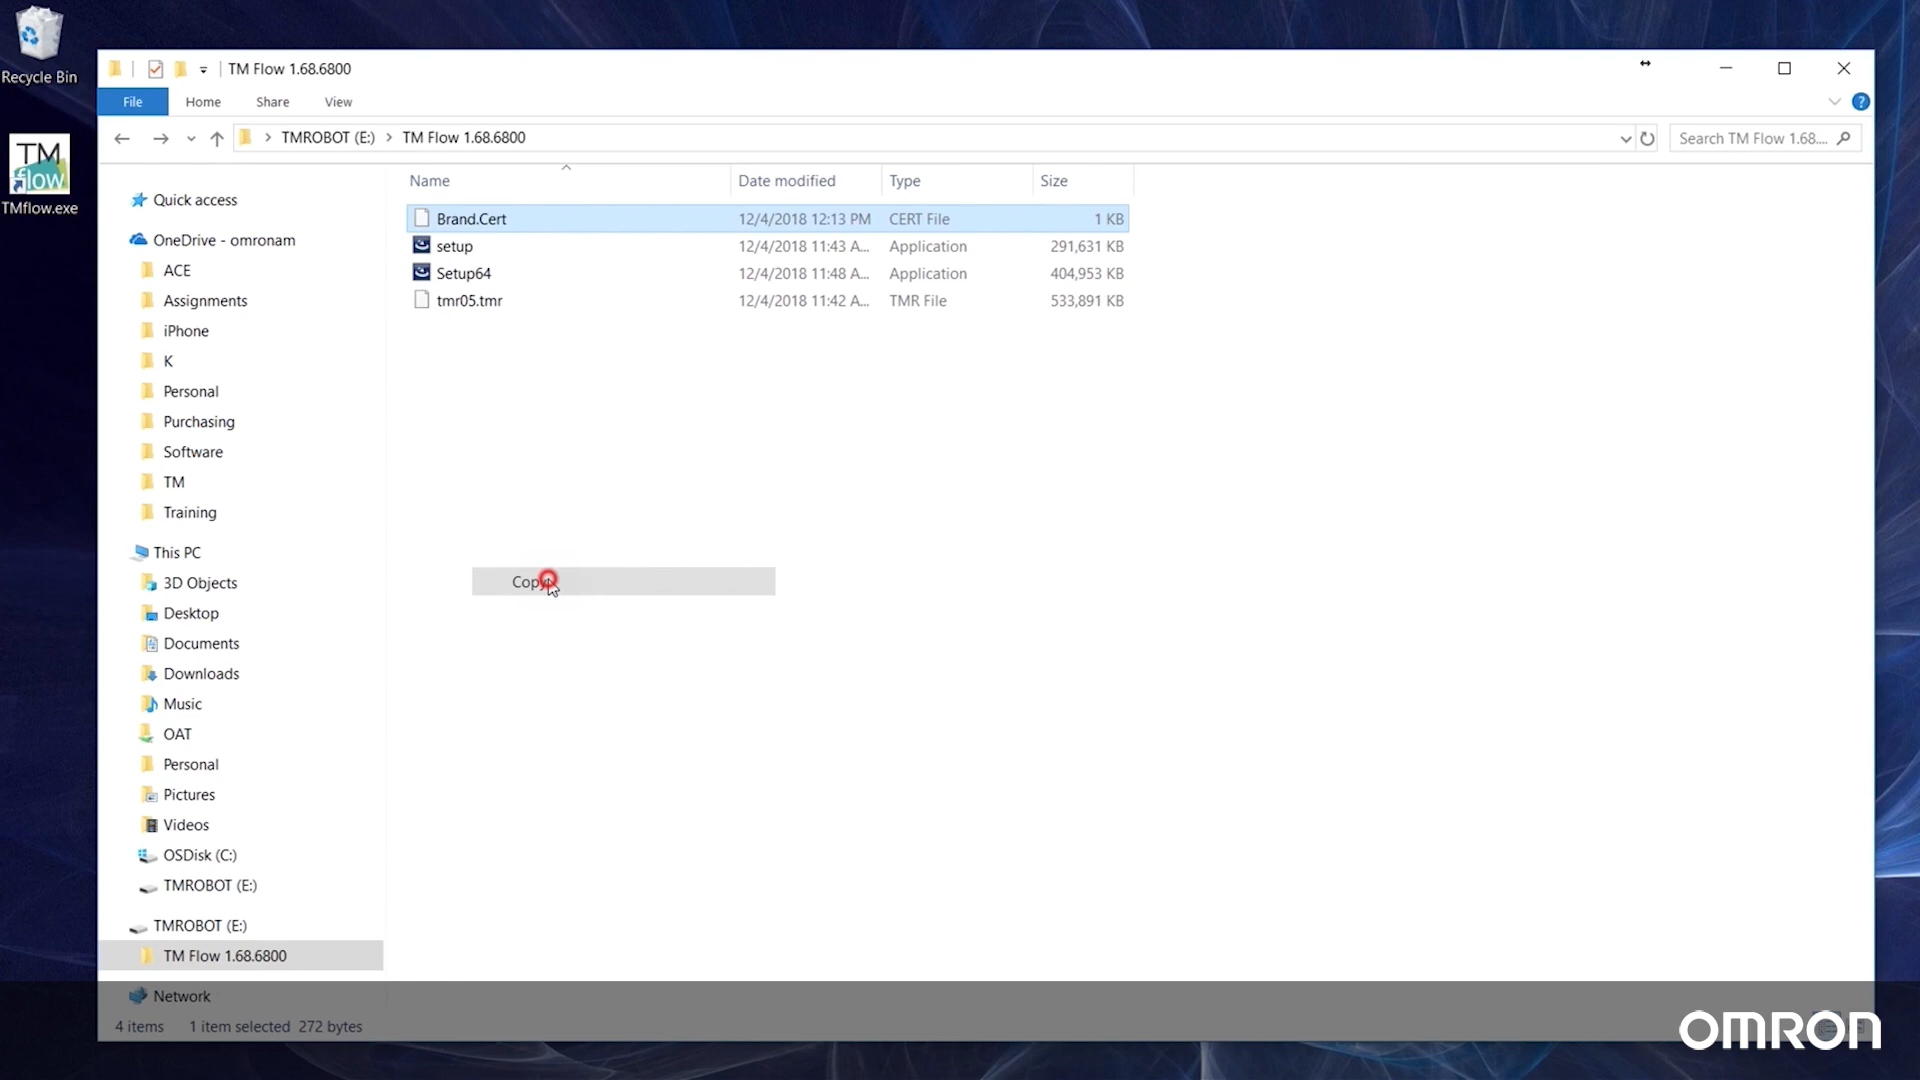 Recycle Bin
TM
flow
TMflow.exe
TM Flow 1.68.6800
File Home Share View
TMROBOT (E:) TM Flow 1.68.6800
Search TM Flow 1.68....
Name Date modified Type Size
Brand.Cert 12/4/2018 12:13 PM CERT File 1 KB
setup 12/4/2018 11:43 A... Application 291,631 KB
Setup64 12/4/2018 11:48 A... Application 404,953 KB
tmr05.tmr 12/4/2018 11:42 A... TMR File 533,891 KB
Copy
Quick access
OneDrive - omronam
ACE
Assignments
iPhone
K
Personal
Purchasing
Software
TM
Training
This PC
3D Objects
Desktop
Documents
Downloads
Music
OAT
Personal
Pictures
Videos
OSDisk (C:)
TMROBOT (E:)
TMROBOT (E:)
TM Flow 1.68.6800
Network
4 items 1 item selected 272 bytes
OMRON